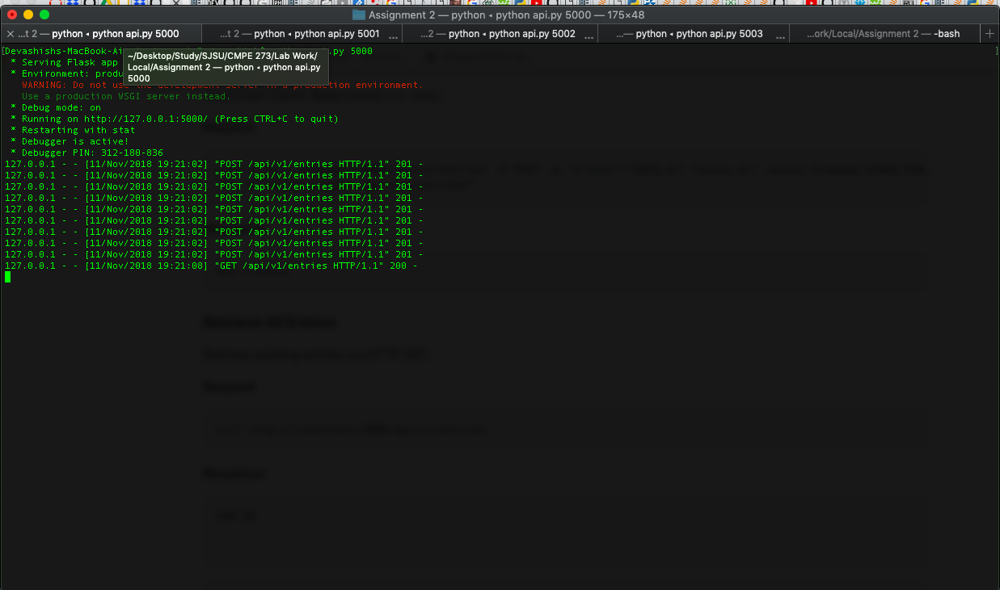 Assignment 2 — python ◂ python api.py 5000 — 175×48
...t 2 — python ◂ python api.py 5000
...t 2 — python ◂ python api.py 5001 ...
...2 — python ◂ python api.py 5002 ...
...— python ◂ python api.py 5003 ...
...ork/Local/Assignment 2 — -bash
[Devashishs-MacBook-Ai .py 5000 ]
~/Desktop/Study/SJSU/CMPE 273/Lab Work/
Local/Assignment 2 — python ◂ python api.py
5000
* Serving Flask app
* Environment: produ
WARNING: Do not use the development server in a production environment.
Use a production WSGI server instead.
* Debug mode: on
* Running on http://127.0.0.1:5000/ (Press CTRL+C to quit)
* Restarting with stat
* Debugger is active!
* Debugger PIN: 312-180-836
127.0.0.1 - - [11/Nov/2018 19:21:02] "POST /api/v1/entries HTTP/1.1" 201 -
127.0.0.1 - - [11/Nov/2018 19:21:02] "POST /api/v1/entries HTTP/1.1" 201 -
127.0.0.1 - - [11/Nov/2018 19:21:02] "POST /api/v1/entries HTTP/1.1" 201 -
127.0.0.1 - - [11/Nov/2018 19:21:02] "POST /api/v1/entries HTTP/1.1" 201 -
127.0.0.1 - - [11/Nov/2018 19:21:02] "POST /api/v1/entries HTTP/1.1" 201 -
127.0.0.1 - - [11/Nov/2018 19:21:02] "POST /api/v1/entries HTTP/1.1" 201 -
127.0.0.1 - - [11/Nov/2018 19:21:02] "POST /api/v1/entries HTTP/1.1" 201 -
127.0.0.1 - - [11/Nov/2018 19:21:02] "POST /api/v1/entries HTTP/1.1" 201 -
127.0.0.1 - - [11/Nov/2018 19:21:02] "POST /api/v1/entries HTTP/1.1" 201 -
127.0.0.1 - - [11/Nov/2018 19:21:08] "GET /api/v1/entries HTTP/1.1" 200 -